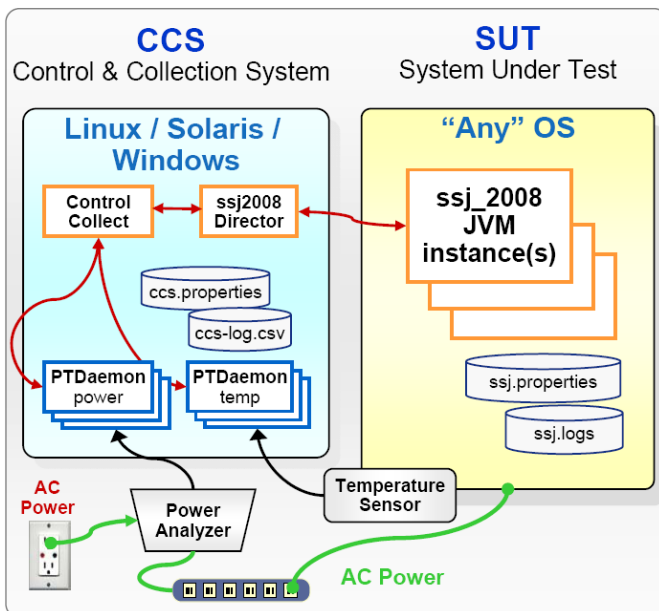 CCS
Control & Collection System
SUT
System Under Test
Linux / Solaris /
Windows
"Any" OS
Control
Collect
ssj2008
Director
ssj_2008
JVM
instance(s)
ccs.properties
ccs-log.csv
PTDaemon
power
PTDaemon
temp
ssj.properties
ssj.logs
AC
Power
Power
Analyzer
Temperature
Sensor
AC Power